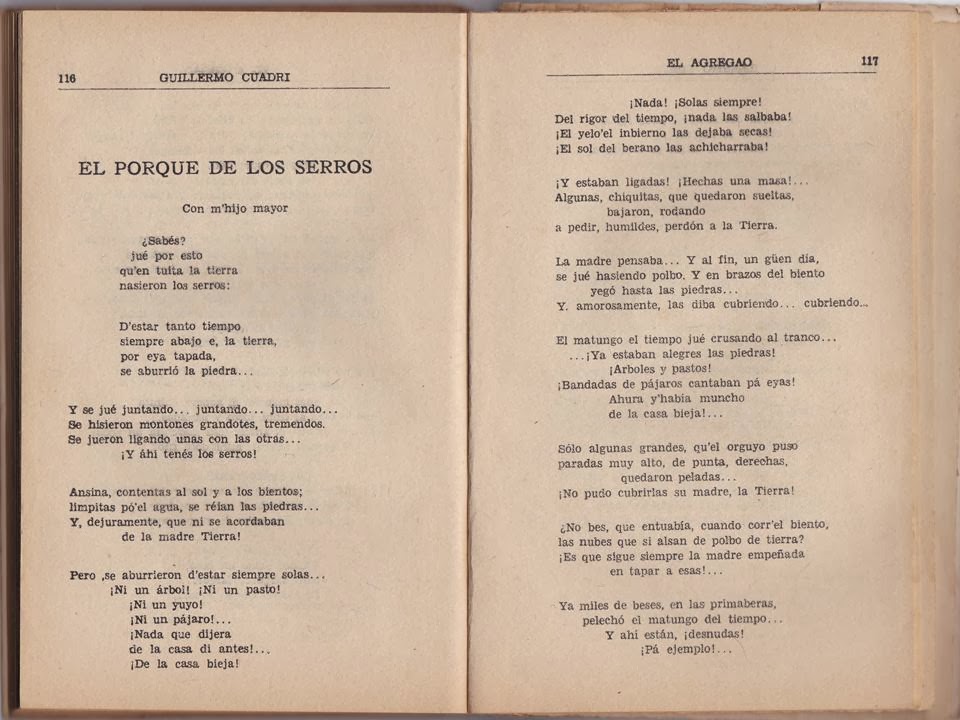 116 GUILLERMO CUADRI
EL PORQUE DE LOS SERROS
Con m'hijo mayor
¿Sabés?
jué por esto
qu'en tuita la tierra
nasieron los serros:
D'estar tanto tiempo
siempre abajo e, la tierra,
por eya tapada,
se aburrió la piedra...
Y se jué juntando... juntando... juntando...
Se hisieron montones grandotes, tremendos.
Se jueron ligando unas con las otras...
¡Y áhi tenés los serros!
Ansina, contentas al sol y a los bientos;
limpitas pó'el agua, se réian las piedras...
Y, dejuramente, que ni se acordaban
de la madre Tierra!
Pero ,se aburrieron d'estar siempre solas...
¡Ni un árbol! ¡Ni un pasto!
¡Ni un yuyo!
¡Ni un pájaro!...
¡Nada que dijera
de la casa di antes!...
¡De la casa bieja!
EL AGREGAO 117
¡Nada! ¡Solas siempre!
Del rigor del tiempo, ¡nada las salbaba!
¡El yelo'el inbierno las dejaba secas!
¡El sol del berano las achicharraba!
¡Y estaban ligadas! ¡Hechas una masa!...
Algunas, chiquitas, que quedaron sueltas,
bajaron, rodando
a pedir, humildes, perdón a la Tierra.
La madre pensaba... Y al fin, un güen día,
se jué hasiendo polbo. Y en brazos del biento
yegó hasta las piedras...
Y. amorosamente, las diba cubriendo... cubriendo...
El matungo el tiempo jué crusando al tranco...
...¡Ya estaban alegres las piedras!
¡Arboles y pastos!
¡Bandadas de pájaros cantaban pá eyas!
Ahura y'habia muncho
de la casa bieja!...
Sólo algunas grandes, qu'el orguyo puso
paradas muy alto, de punta, derechas,
quedaron peladas...
¡No pudo cubrirlas su madre, la Tierra!
¿No bes, que entuabía, cuando corr'el biento,
las nubes que si alsan de polbo de tierra?
¡Es que sigue siempre la madre empeñada
en tapar a esas!...
Ya miles de beses, en las primaberas,
pelechó el matungo del tiempo...
Y ahi están, ¡desnudas!
¡Pá ejemplo!...